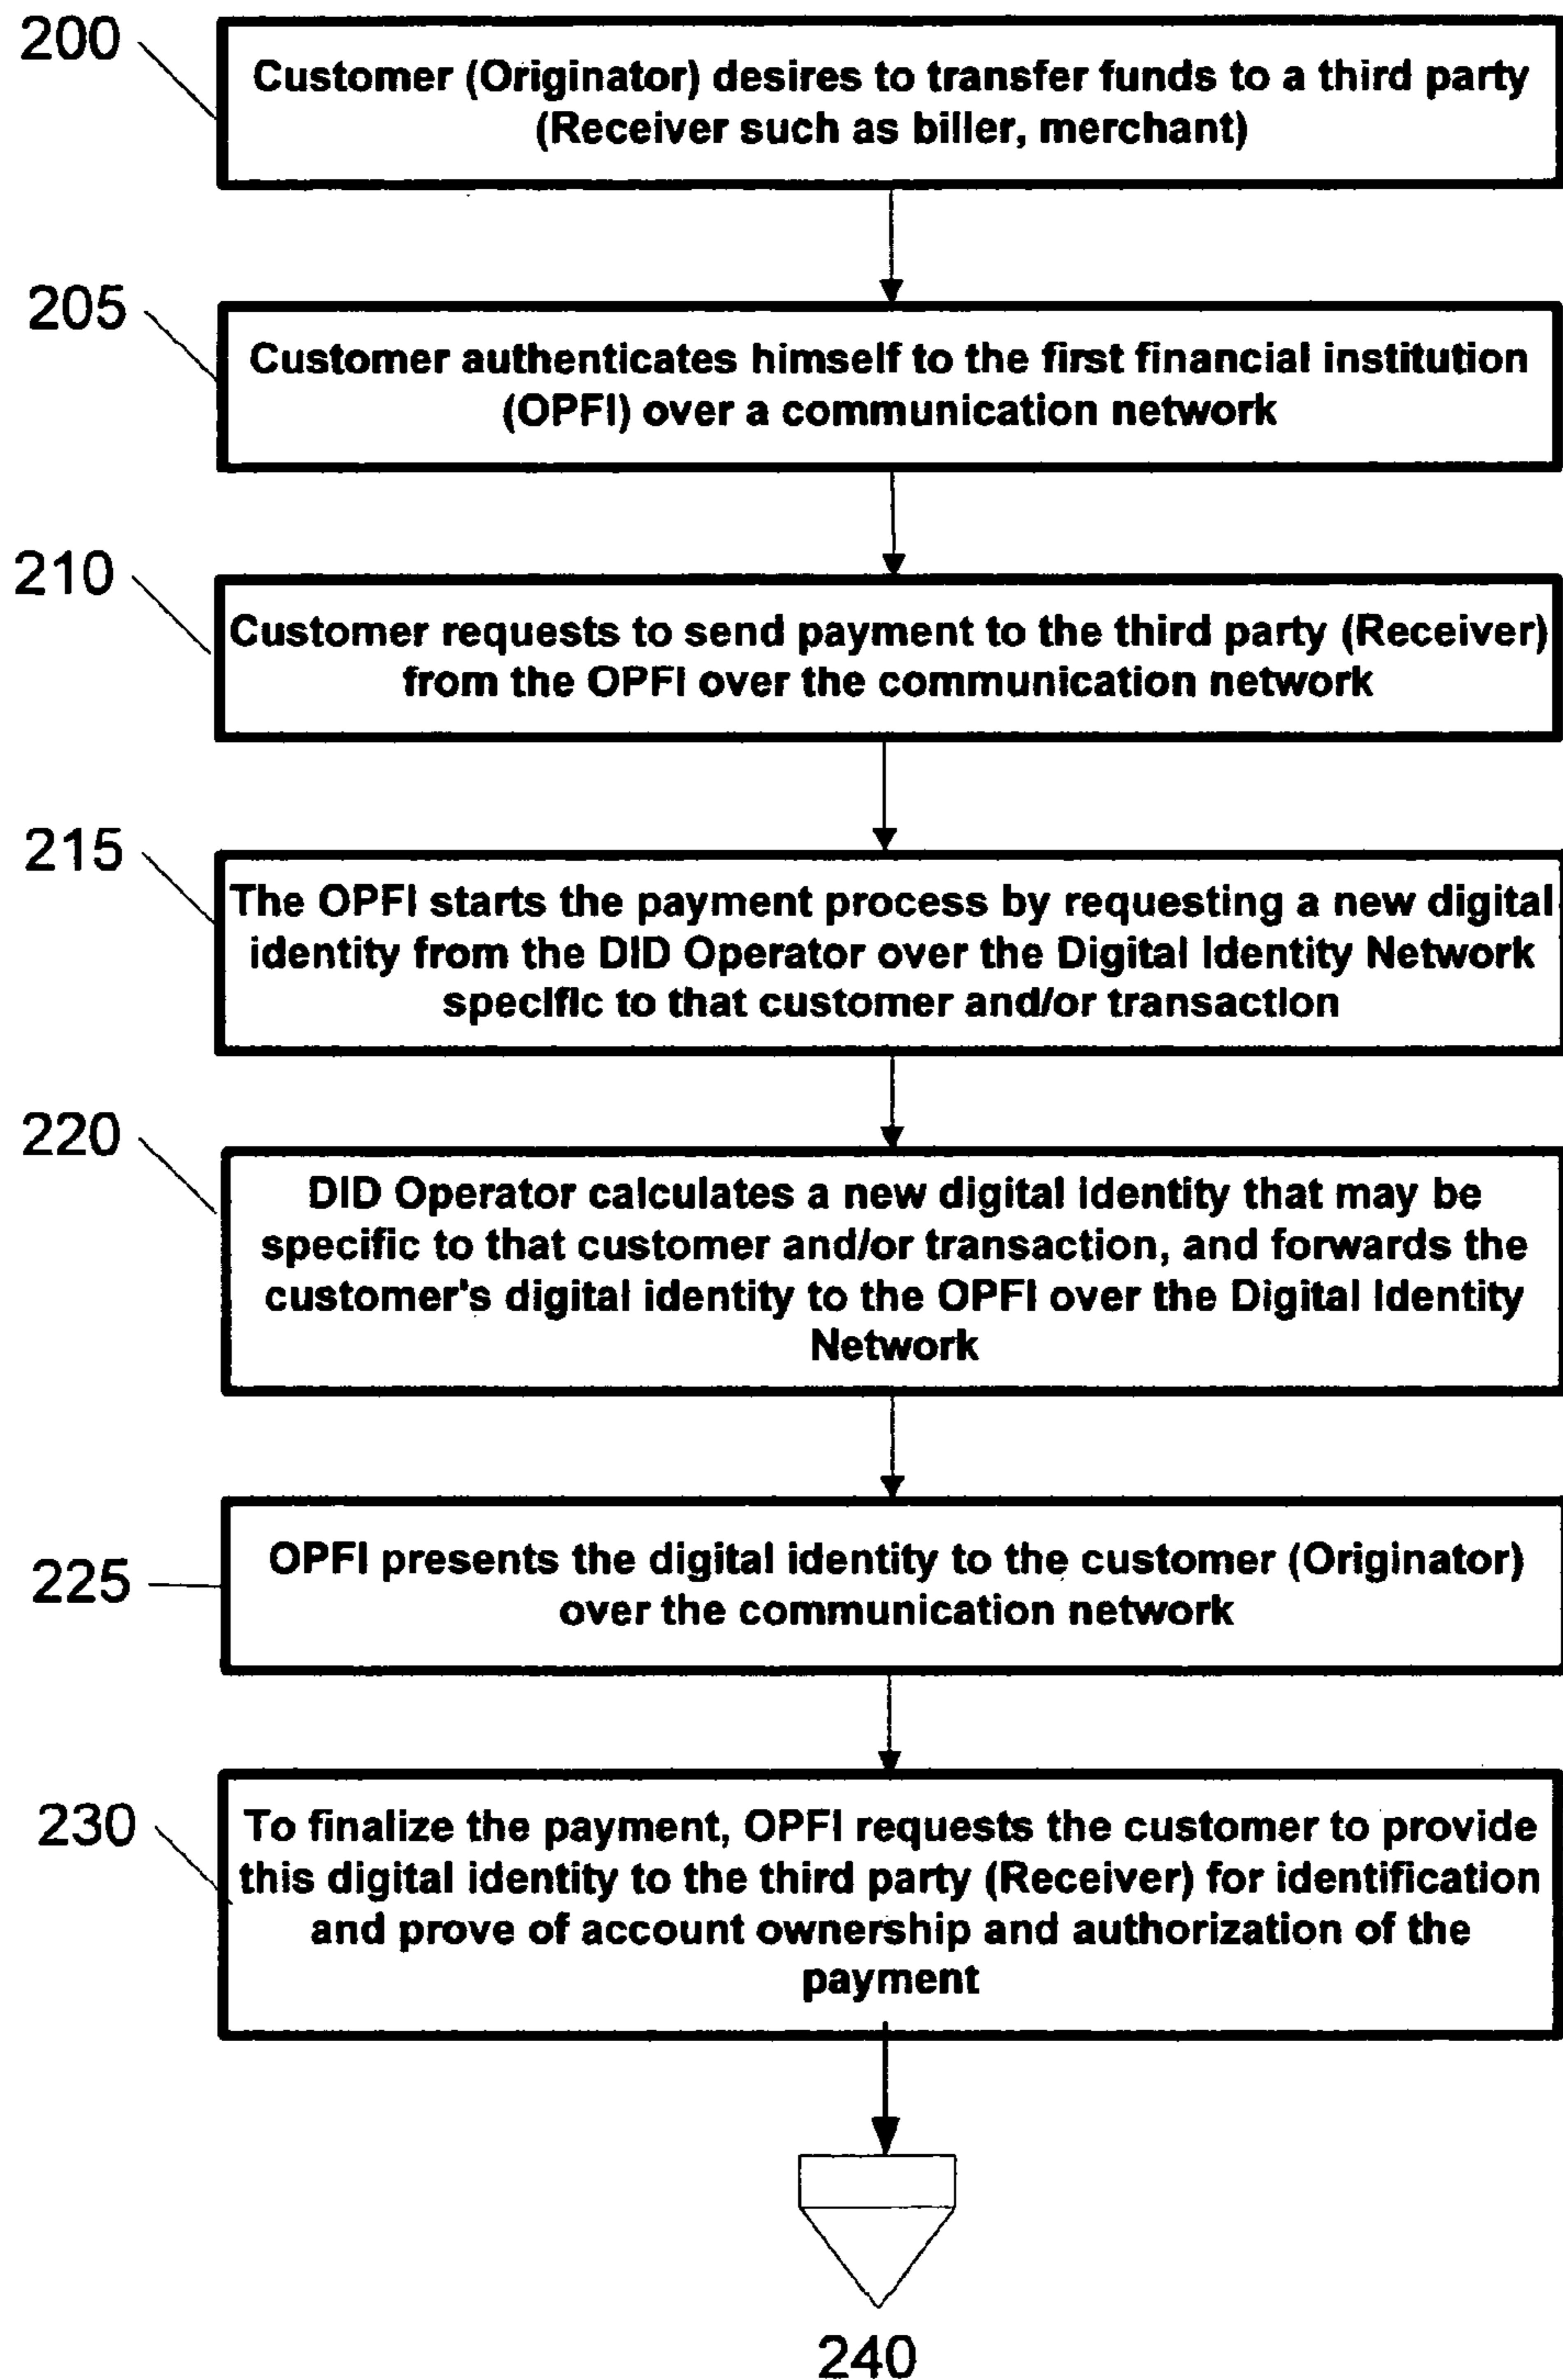 200
Customer (Originator) desires to transfer funds to a third party
(Receiver such as biller, merchant)
205
Customer authenticates himself to the first financial institution
(OPFI) over a communication network
210
Customer requests to send payment to the third party (Receiver)
from the OPFI over the communication network
215
The OPFI starts the payment process by requesting a new digital
identity from the DID Operator over the Digital Identity Network
specific to that customer and/or transaction
220
DID Operator calculates a new digital identity that may be
specific to that customer and/or transaction, and forwards the
customer's digital identity to the OPFI over the Digital Identity
Network
225
OPFI presents the digital identity to the customer (Originator)
over the communication network
230
To finalize the payment, OPFI requests the customer to provide
this digital identity to the third party (Receiver) for identification
and prove of account ownership and authorization of the
payment
240